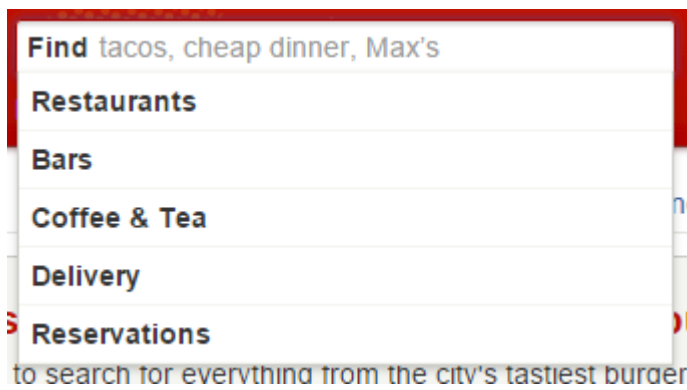 Find tacos, cheap dinner, Max's
Restaurants
Bars
Coffee & Tea
Delivery
Reservations
to search for everything from the city's tastiest burger